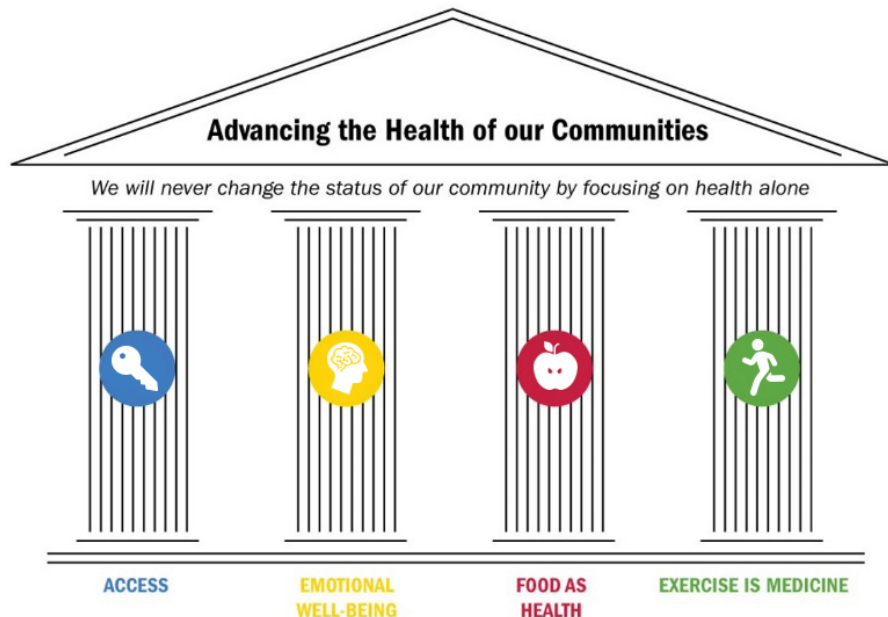 Advancing the Health of our Communities
We will never change the status of our community by focusing on health alone
ACCESS
EMOTIONAL
WELL-BEING
FOOD AS
HEALTH
EXERCISE IS MEDICINE